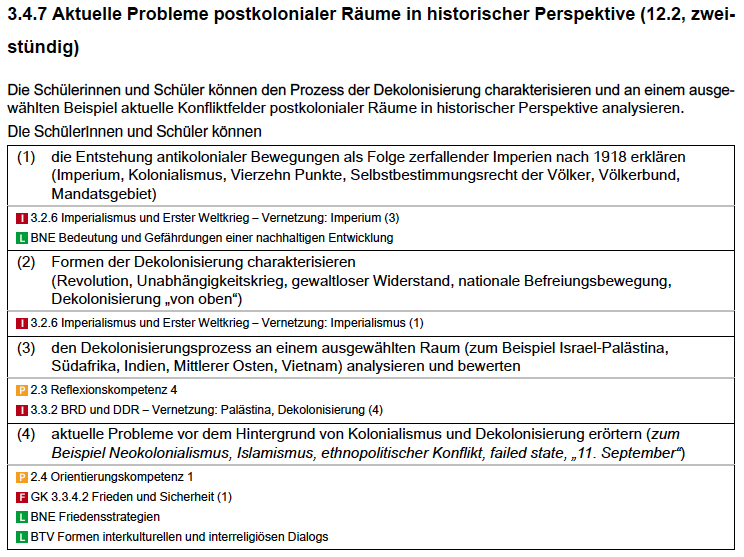 3.4.7 Aktuelle Probleme postkolonialer Räume in historischer Perspektive (12.2, zwei-
stündig)
Die Schülerinnen und Schüler können den Prozess der Dekolonisierung charakterisieren und an einem ausge-
wählten Beispiel aktuelle Konfliktfelder postkolonialer Räume in historischer Perspektive analysieren.
Die Schülerinnen und Schüler können
(1) die Entstehung antikolonialer Bewegungen als Folge zerfallender Imperien nach 1918 erklären
(Imperium, Kolonialismus, Vierzehn Punkte, Selbstbestimmungsrecht der Völker, Völkerbund,
Mandatsgebiet)
I 3.2.6 Imperialismus und Erster Weltkrieg – Vernetzung: Imperium (3)
L BNE Bedeutung und Gefährdungen einer nachhaltigen Entwicklung
(2) Formen der Dekolonisierung charakterisieren
(Revolution, Unabhängigkeitskrieg, gewaltloser Widerstand, nationale Befreiungsbewegung,
Dekolonisierung „von oben“)
I 3.2.6 Imperialismus und Erster Weltkrieg – Vernetzung: Imperialismus (1)
(3) den Dekolonisierungsprozess an einem ausgewählten Raum (zum Beispiel Israel-Palästina,
Südafrika, Indien, Mittlerer Osten, Vietnam) analysieren und bewerten
P 2.3 Reflexionskompetenz 4
I 3.3.2 BRD und DDR – Vernetzung: Palästina, Dekolonisierung (4)
(4) aktuelle Probleme vor dem Hintergrund von Kolonialismus und Dekolonisierung erörtern (zum
Beispiel Neokolonialismus, Islamismus, ethnopolitischer Konflikt, failed state, „11. September“)
P 2.4 Orientierungskompetenz 1
F GK 3.3.4.2 Frieden und Sicherheit (1)
L BNE Friedensstrategien
L BTV Formen interkulturellen und interreligiösen Dialogs